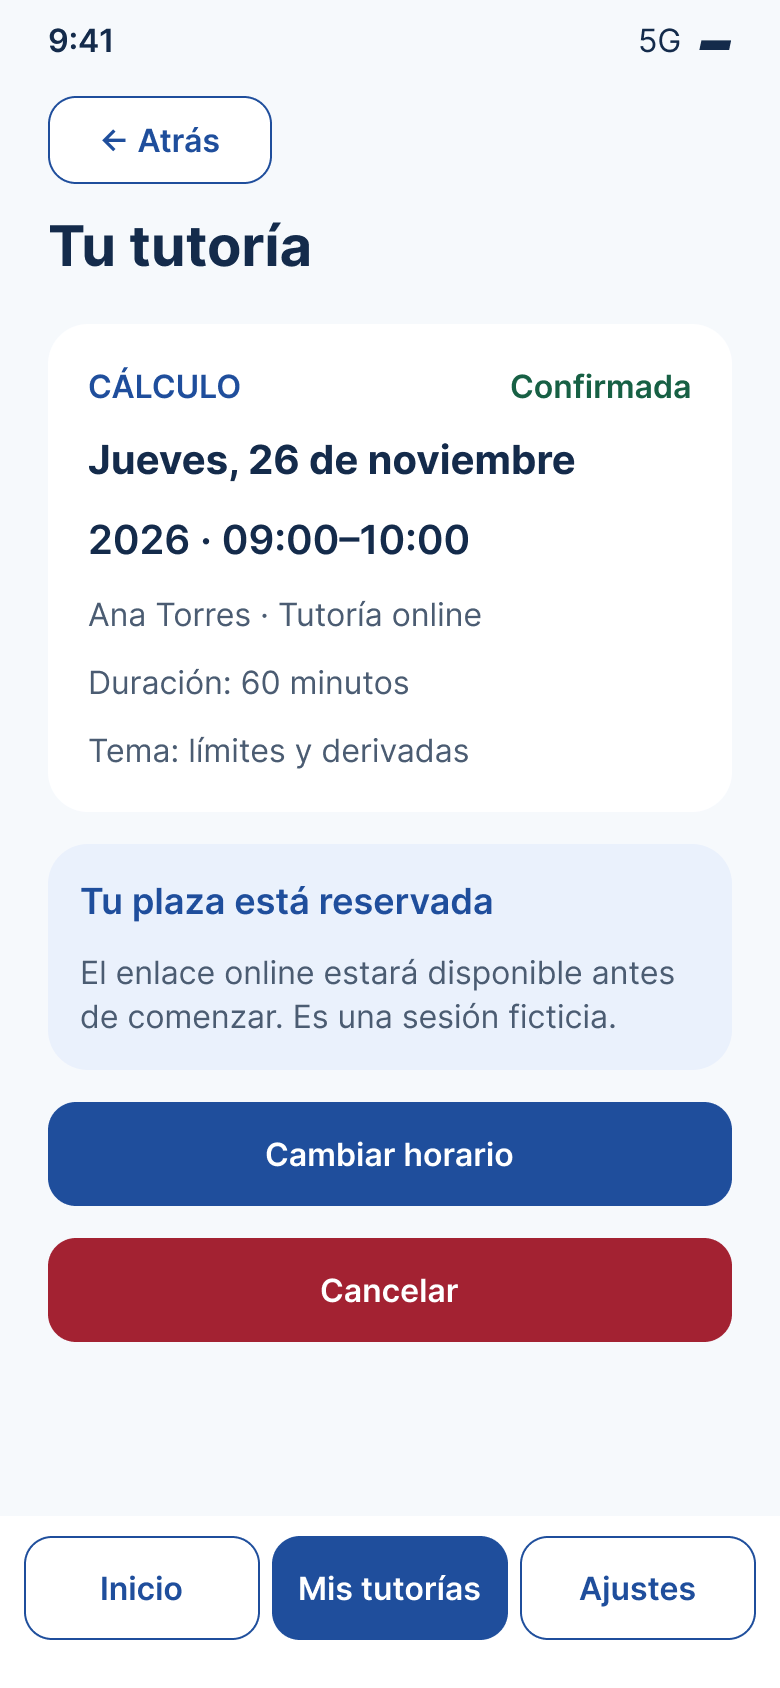 9:41 5G
← Atrás
Tu tutoría
CÁLCULO Confirmada
Jueves, 26 de noviembre
2026 · 09:00–10:00
Ana Torres · Tutoría online
Duración: 60 minutos
Tema: límites y derivadas
Tu plaza está reservada
El enlace online estará disponible antes
de comenzar. Es una sesión ficticia.
Cambiar horario
Cancelar
Inicio Mis tutorías Ajustes